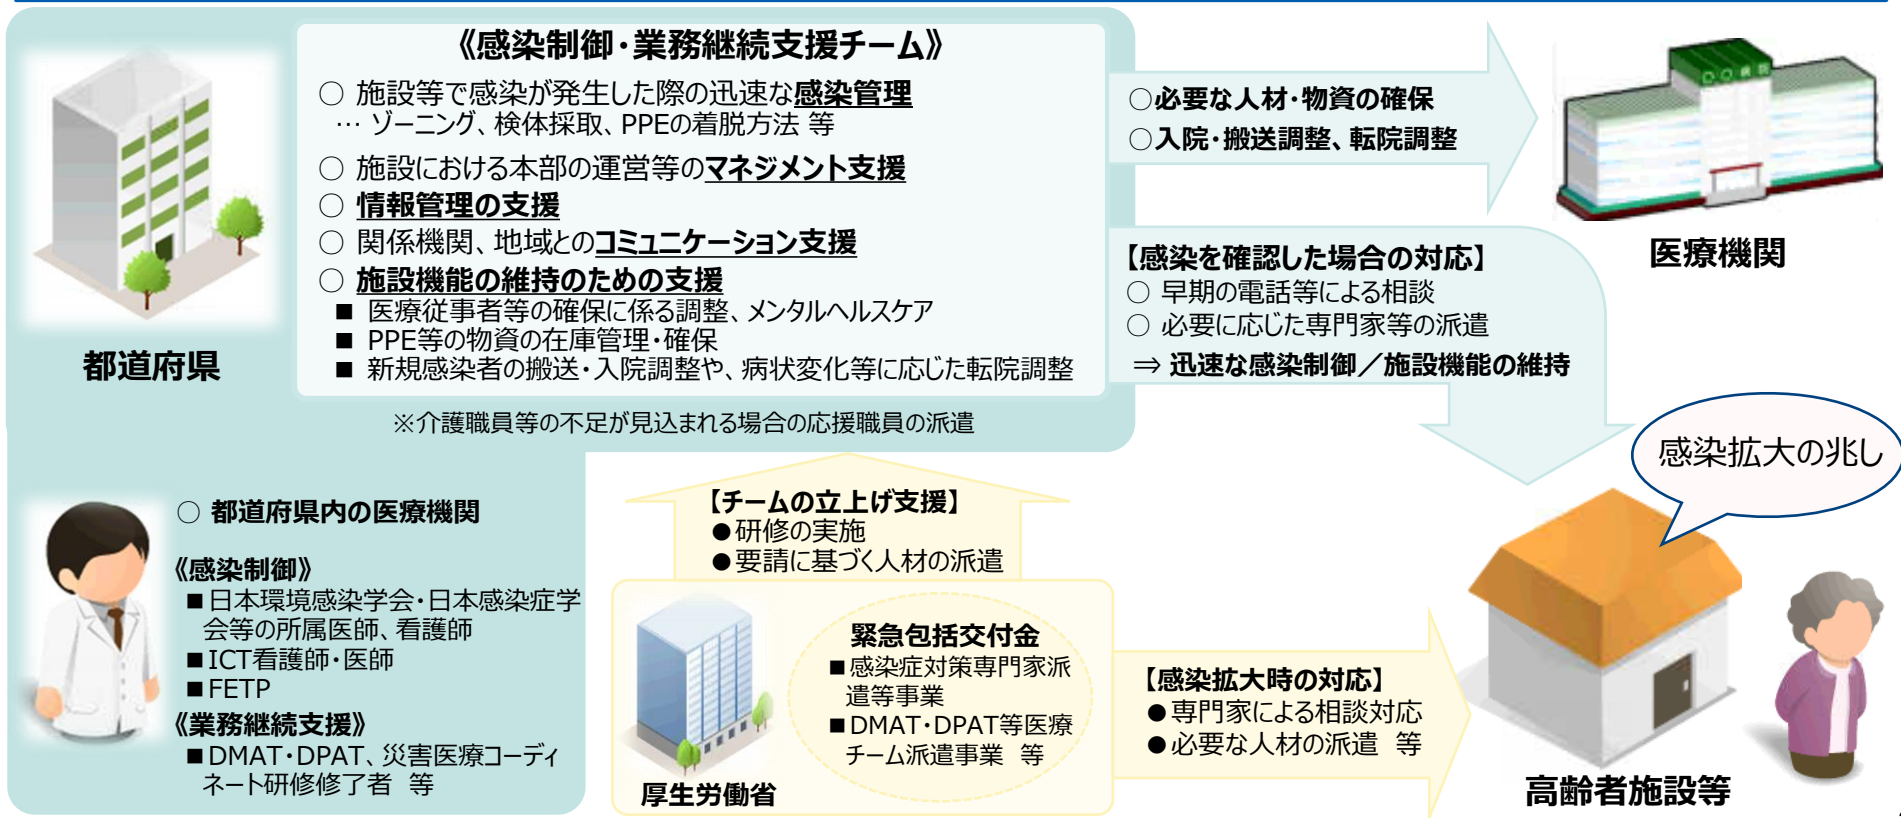 《感染制御・業務継続支援チーム》
○ 施設等で感染が発生した際の迅速な感染管理
… ゾーニング、検体採取、PPEの着脱方法 等
○ 施設における本部の運営等のマネジメント支援
○ 情報管理の支援
○ 関係機関、地域とのコミュニケーション支援
○ 施設機能の維持のための支援
■ 医療従事者等の確保に係る調整、メンタルヘルスケア
■ PPE等の物資の在庫管理・確保
■ 新規感染者の搬送・入院調整や、病状変化等に応じた転院調整
※介護職員等の不足が見込まれる場合の応援職員の派遣
都道府県
○必要な人材・物資の確保
○入院・搬送調整、転院調整
○○病院
医療機関
【感染を確認した場合の対応】
○ 早期の電話等による相談
○ 必要に応じた専門家等の派遣
⇒ 迅速な感染制御／施設機能の維持
感染拡大の兆し
○ 都道府県内の医療機関
《感染制御》
■日本環境感染学会・日本感染症学
会等の所属医師、看護師
■ICT看護師・医師
■FETP
《業務継続支援》
■DMAT・DPAT、災害医療コーディ
ネート研修修了者 等
【チームの立上げ支援】
●研修の実施
●要請に基づく人材の派遣
緊急包括交付金
■感染症対策専門家派
遣等事業
■DMAT・DPAT等医療
チーム派遣事業 等
厚生労働省
【感染拡大時の対応】
●専門家による相談対応
●必要な人材の派遣 等
高齢者施設等